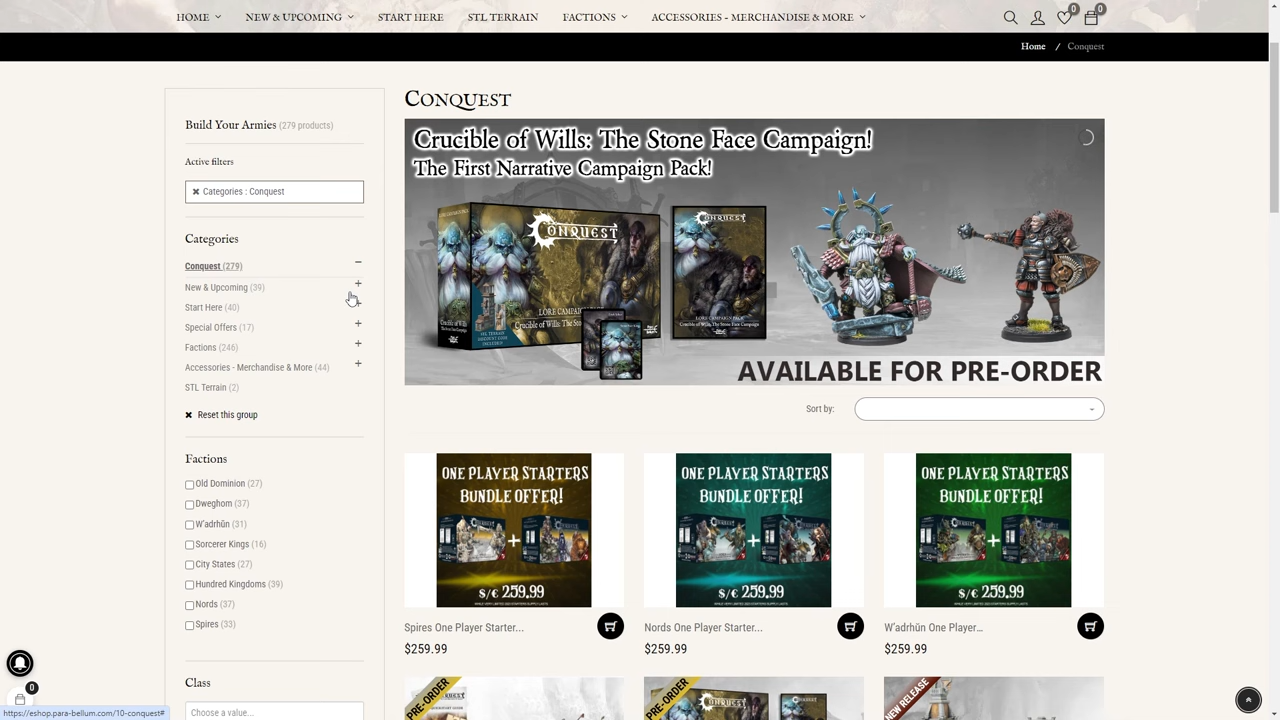 HOME
NEW & UPCOMING
START HERE
STL TERRAIN
FACTIONS
ACCESSORIES - MERCHANDISE & MORE
0
0
Home / Conquest
Build Your Armies (279 products)
Active filters
✖ Categories : Conquest
Categories
Conquest (279)
New & Upcoming (39)
Start Here (40)
Special Offers (17)
Factions (246)
Accessories - Merchandise & More (44)
STL Terrain (2)
✖ Reset this group
Factions
Old Dominion (27)
Dweghom (37)
W'adrhŭn (31)
Sorcerer Kings (16)
City States (27)
Hundred Kingdoms (39)
Nords (37)
Spires (33)
Class
Choose a value...
0
https://eshop.para-bellum.com/10-conquest#
Conquest
Crucible of Wills: The Stone Face Campaign!
The First Narrative Campaign Pack!
CONQUEST
CONQUEST
LORE CAMPAIGN PACK
Crucible of Wills: The Stone Face Campaign
AVAILABLE FOR PRE-ORDER
Sort by:
ONE PLAYER STARTERS
BUNDLE OFFER!
+
$/€ 259,99
ONE PLAYER STARTERS
BUNDLE OFFER!
+
$/€ 259,99
ONE PLAYER STARTERS
BUNDLE OFFER!
+
$/€ 259,99
Spires One Player Starter...
$259.99
Nords One Player Starter...
$259.99
W'adrhŭn One Player...
$259.99
PRE-ORDER
PRE-ORDER
NEW RELEASE